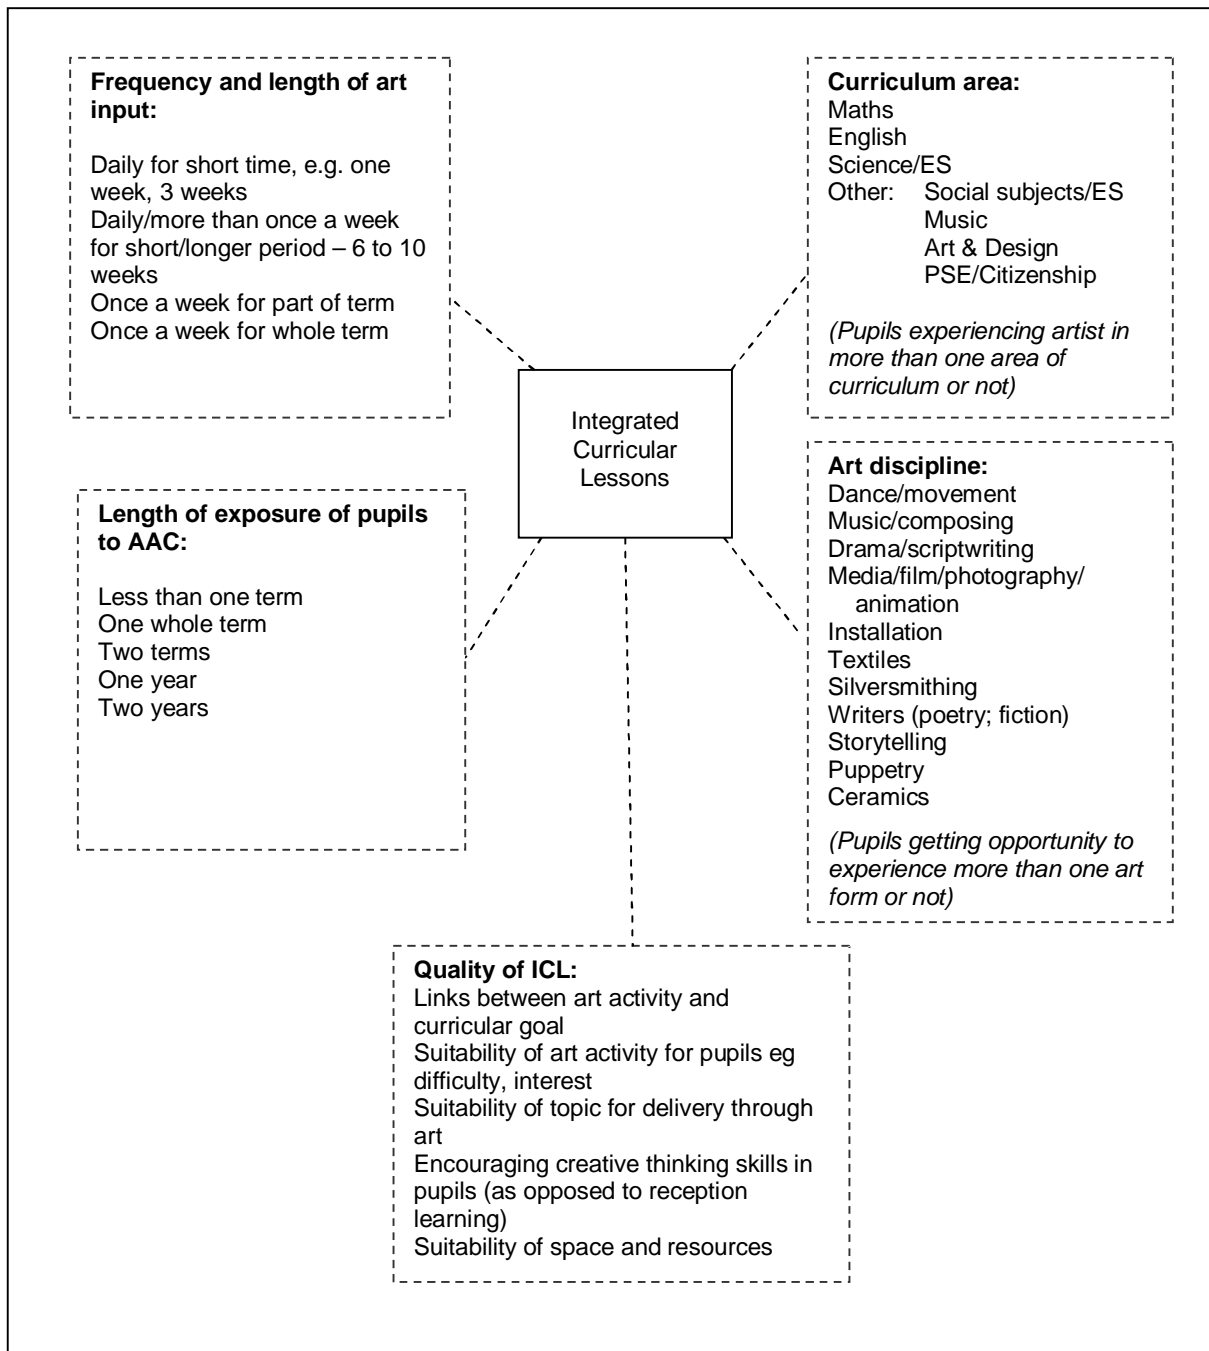 Frequency and length of art
input:
Daily for short time, e.g. one
week, 3 weeks
Daily/more than once a week
for short/longer period – 6 to 10
weeks
Once a week for part of term
Once a week for whole term
Curriculum area:
Maths
English
Science/ES
Other: Social subjects/ES
Music
Art & Design
PSE/Citizenship
(Pupils experiencing artist in
more than one area of
curriculum or not)
Integrated
Curricular
Lessons
Length of exposure of pupils
to AAC:
Less than one term
One whole term
Two terms
One year
Two years
Art discipline:
Dance/movement
Music/composing
Drama/scriptwriting
Media/film/photography/
animation
Installation
Textiles
Silversmithing
Writers (poetry; fiction)
Storytelling
Puppetry
Ceramics
(Pupils getting opportunity to
experience more than one art
form or not)
Quality of ICL:
Links between art activity and
curricular goal
Suitability of art activity for pupils eg
difficulty, interest
Suitability of topic for delivery through
art
Encouraging creative thinking skills in
pupils (as opposed to reception
learning)
Suitability of space and resources